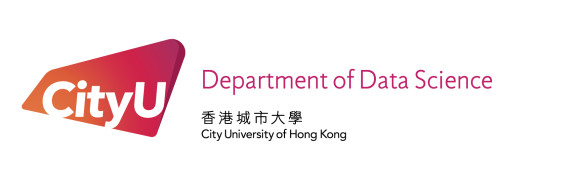 CityU
Department of Data Science
香港城市大學
City University of Hong Kong